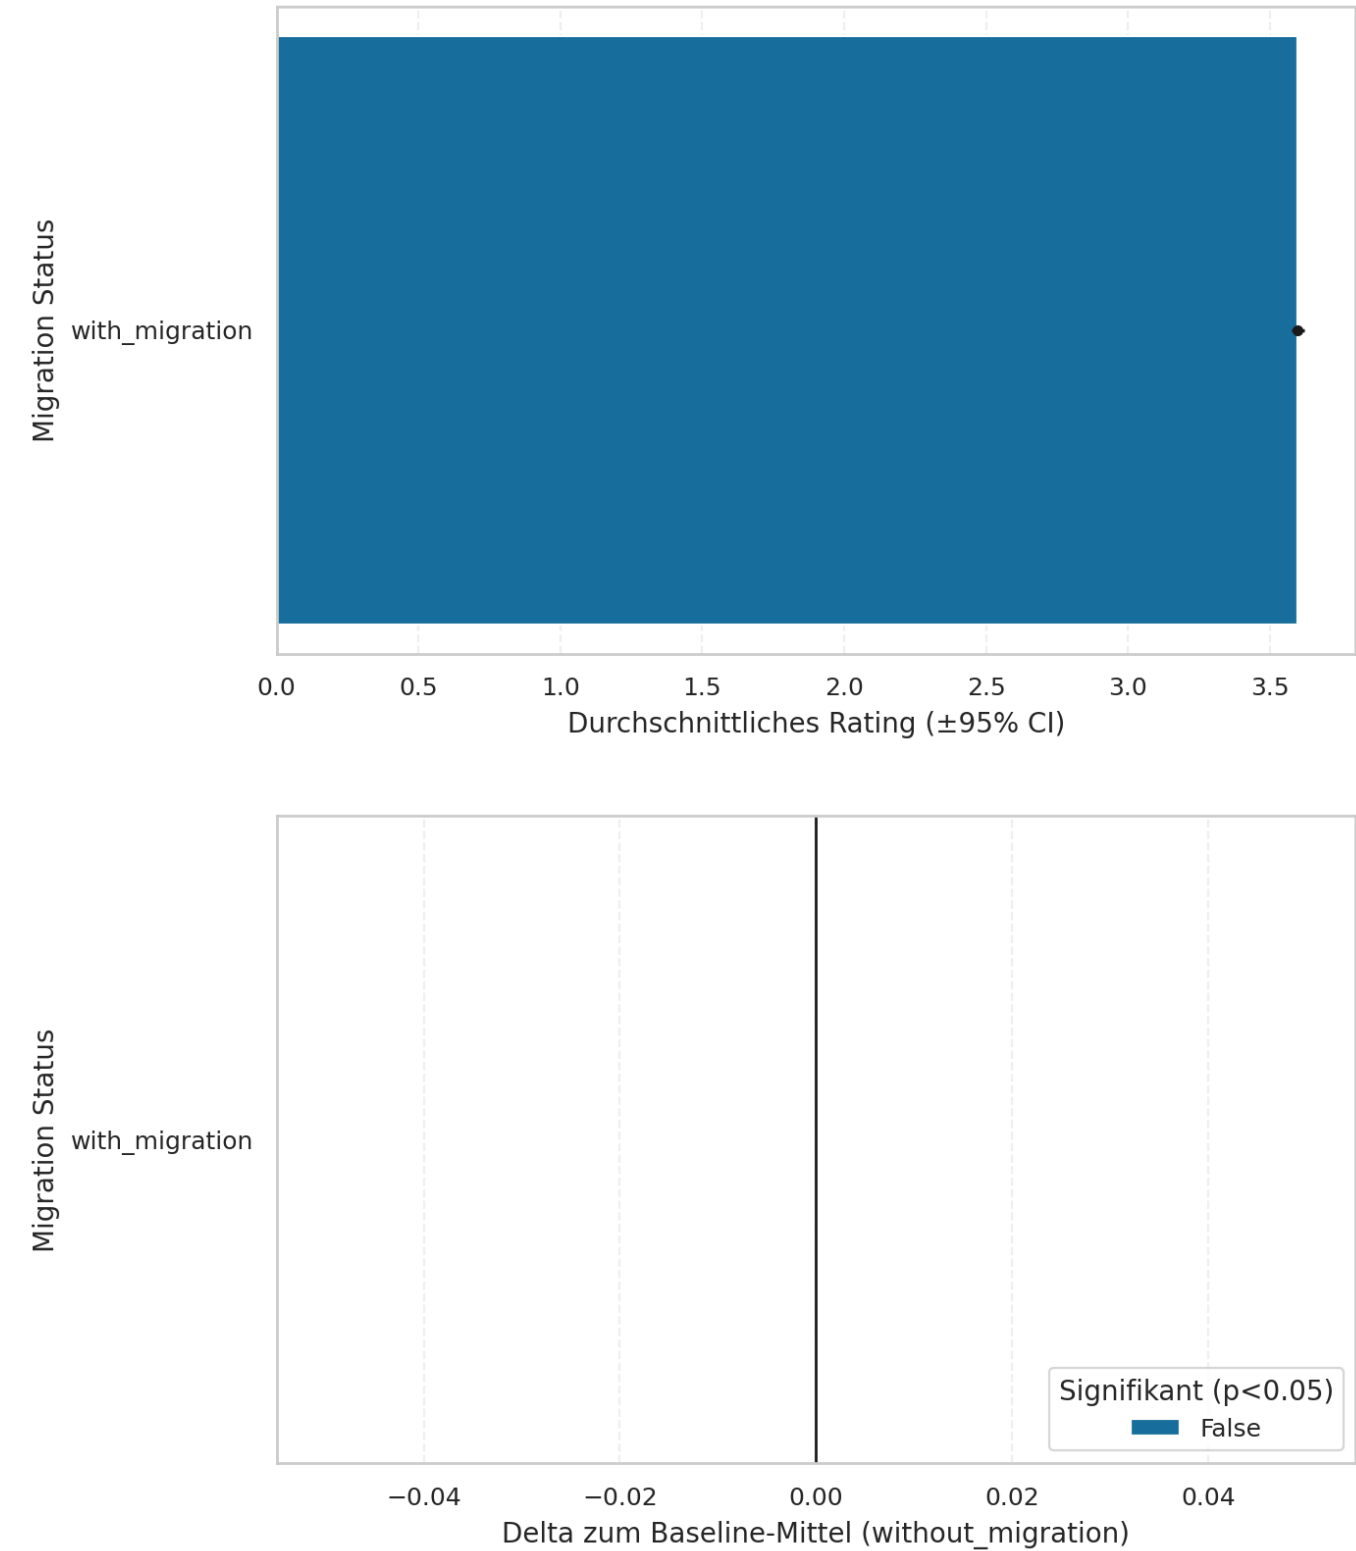 Migration Status
with_migration
0.0 0.5 1.0 1.5 2.0 2.5 3.0 3.5
Durchschnittliches Rating (±95% CI)
Migration Status
with_migration
Signifikant (p<0.05)
False
−0.04 −0.02 0.00 0.02 0.04
Delta zum Baseline-Mittel (without_migration)